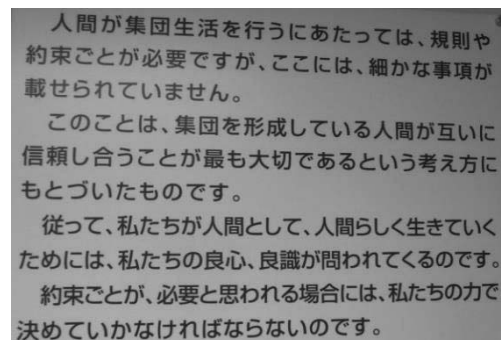 人間が集団生活を行うにあたっては、規則や
約束ごとが必要ですが、ここには、細かな事項が
載せられていません。
このことは、集団を形成している人間が互いに
信頼し合うことが最も大切であるという考え方に
もとづいたものです。
従って、私たちが人間として、人間らしく生きていく
ためには、私たちの良心、良識が問われてくるのです。
約束ごとが、必要と思われる場合には、私たちの力で
決めていかなければならないのです。